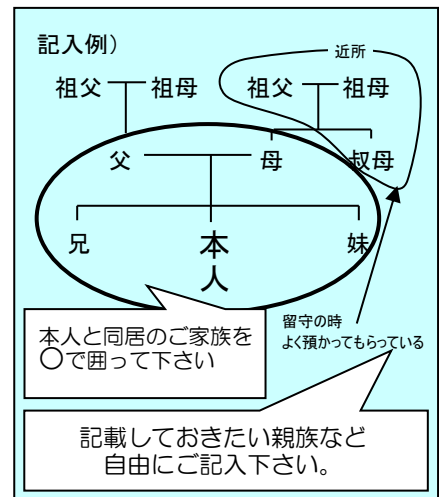 記入例)
近所
祖父 祖母 祖父 祖母
父 母 叔母
兄 本人 妹
留守の時
よく預かってもらっている
本人と同居のご家族を
〇で囲って下さい
記載しておきたい親族など
自由にご記入下さい。